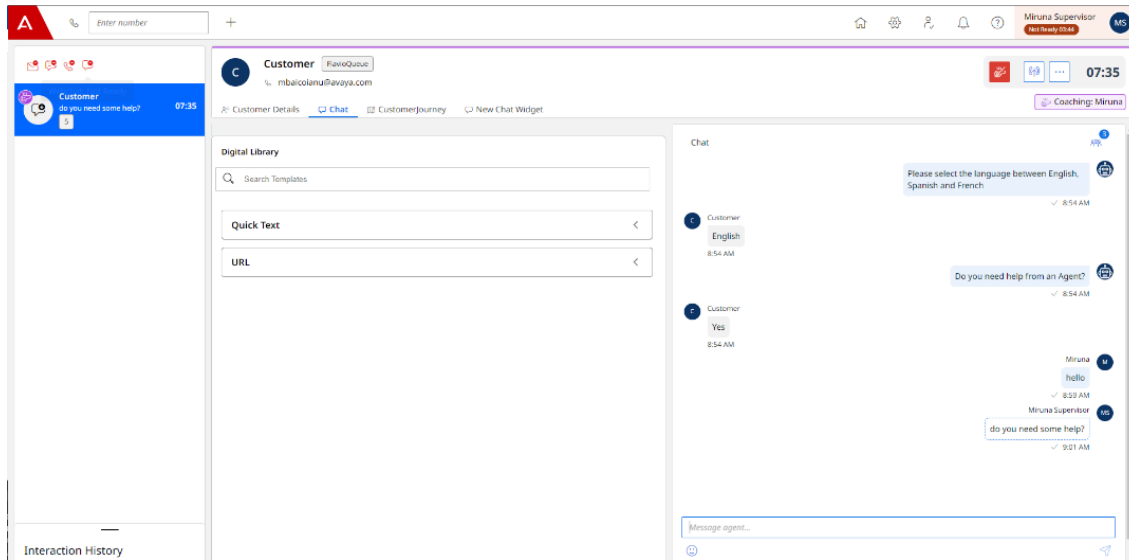 Enter number
Miruna Supervisor
Not Ready 03:44
MS
Customer
do you need some help?
07:35
5
Interaction History
C
Customer
FlavioQueue
mbaicoianu@avaya.com
07:35
Coaching: Miruna
Customer Details
Chat
CustomerJourney
New Chat Widget
Digital Library
Search Templates
Quick Text
URL
Chat
3
Please select the language between English,
Spanish and French
8:54 AM
C
Customer
English
8:54 AM
Do you need help from an Agent?
8:54 AM
C
Customer
Yes
8:54 AM
Miruna
M
hello
8:59 AM
Miruna Supervisor
MS
do you need some help?
9:01 AM
Message agent...